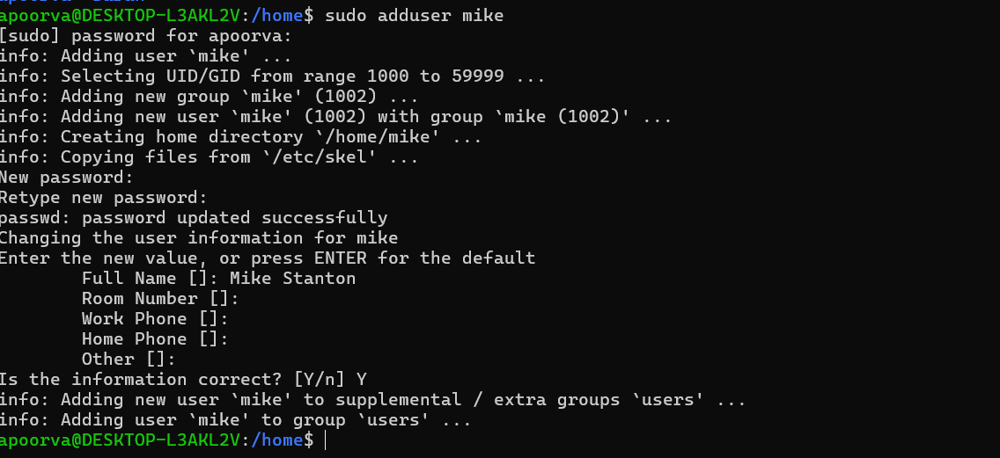 apoorva@DESKTOP-L3AKL2V:/home$ sudo adduser mike
[sudo] password for apoorva:
info: Adding user `mike' ...
info: Selecting UID/GID from range 1000 to 59999 ...
info: Adding new group `mike' (1002) ...
info: Adding new user `mike' (1002) with group `mike (1002)' ...
info: Creating home directory `/home/mike' ...
info: Copying files from `/etc/skel' ...
New password:
Retype new password:
passwd: password updated successfully
Changing the user information for mike
Enter the new value, or press ENTER for the default
        Full Name []: Mike Stanton
        Room Number []:
        Work Phone []:
        Home Phone []:
        Other []:
Is the information correct? [Y/n] Y
info: Adding new user `mike' to supplemental / extra groups `users' ...
info: Adding user `mike' to group `users' ...
apoorva@DESKTOP-L3AKL2V:/home$